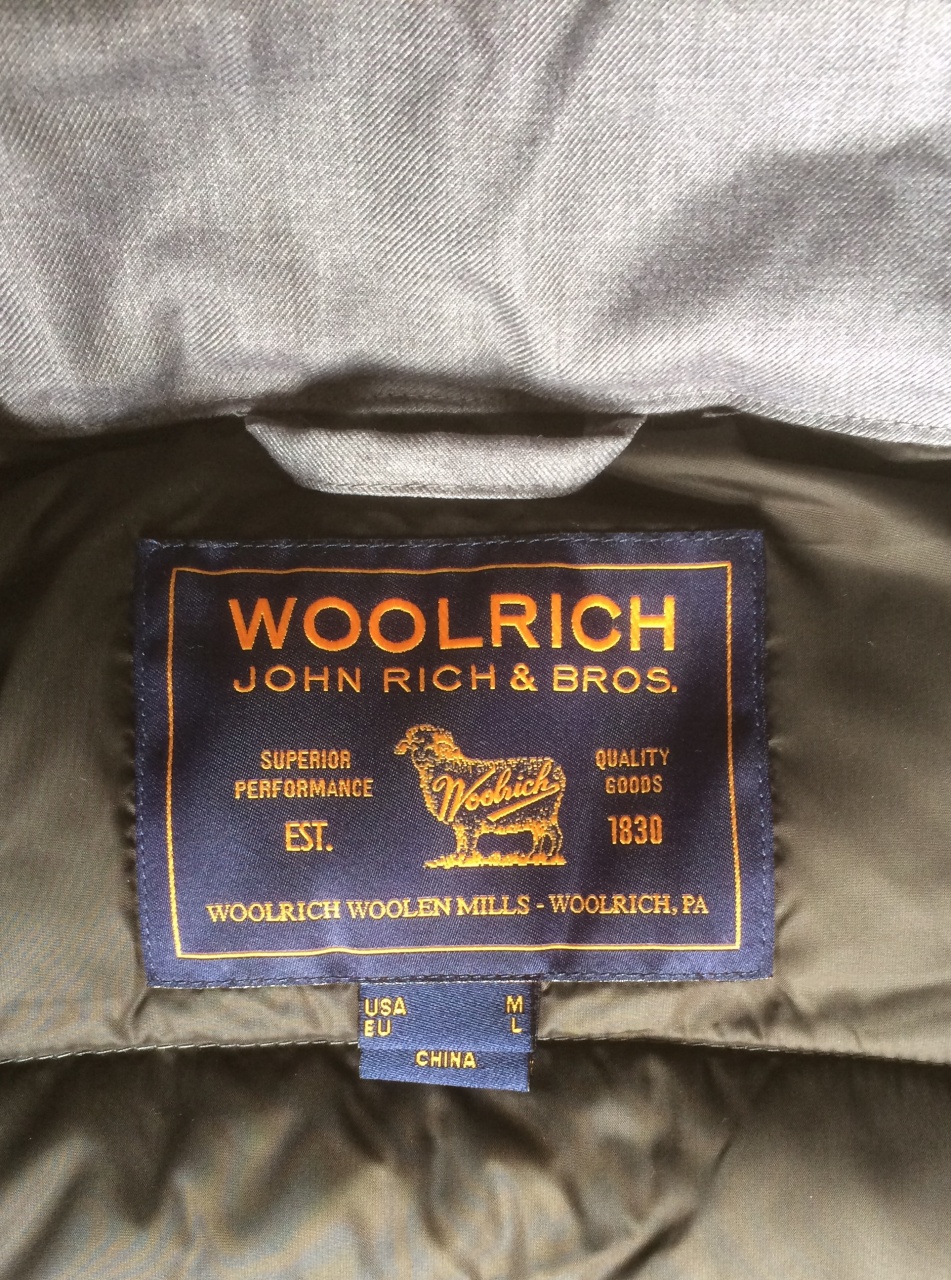 WOOLRICH
JOHN RICH & BROS.
SUPERIOR
PERFORMANCE
EST.
Woolrich
QUALITY
GOODS
1830
WOOLRICH WOOLEN MILLS - WOOLRICH, PA
USA M
EU L
CHINA